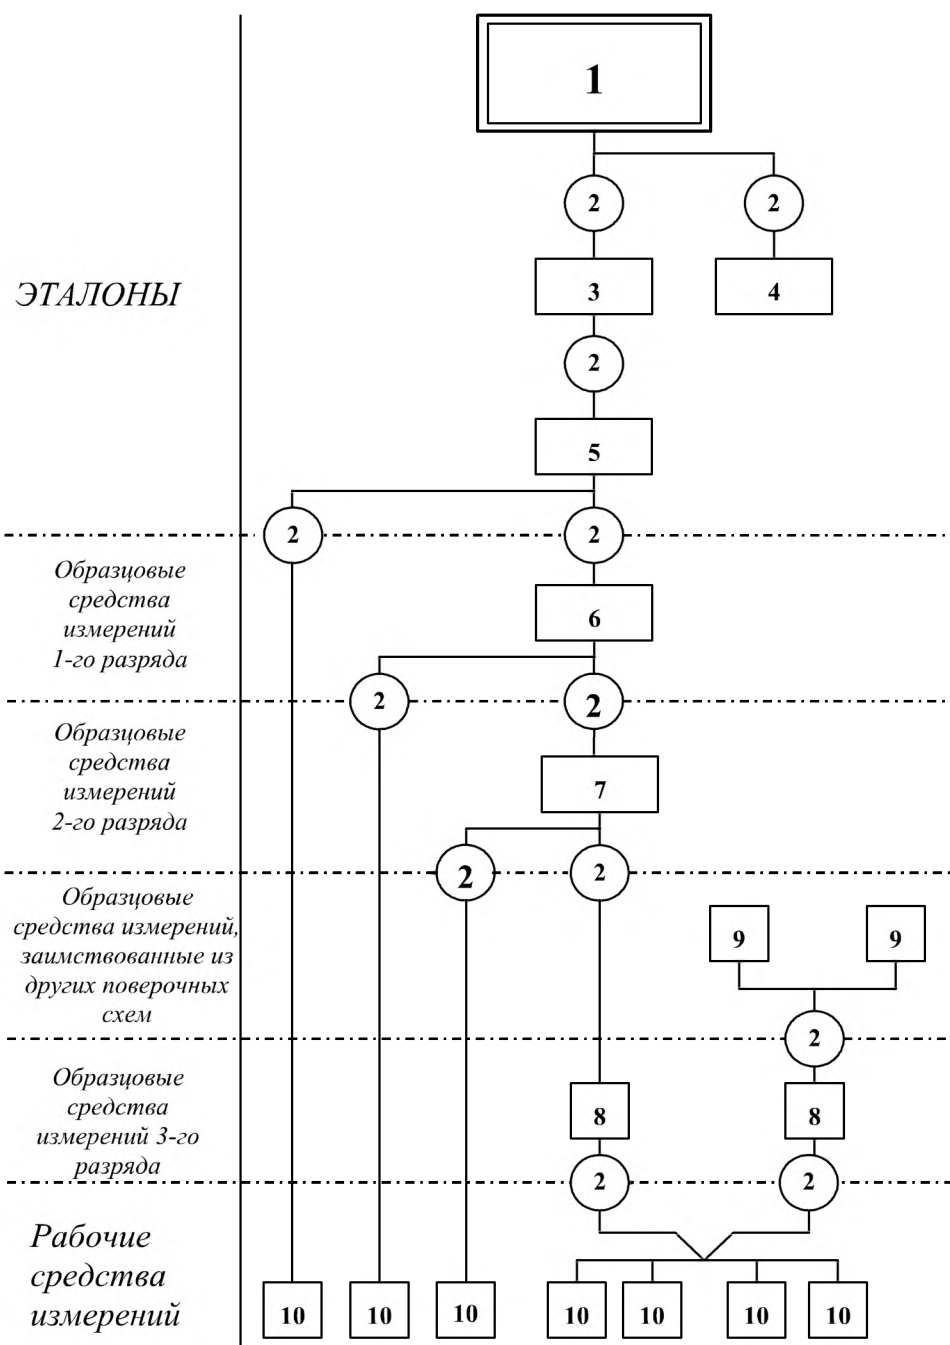 1
2 2
ЭТАЛОНЫ
3 4
2
5
2 2
Образцовые
средства
измерений
1-го разряда
6
2 2
Образцовые
средства
измерений
2-го разряда
7
2 2
Образцовые
средства измерений,
заимствованные из
других поверочных
схем
9 9
2
Образцовые
средства
измерений 3-го
разряда
8 8
2 2
Рабочие
средства
измерений
10 10 10 10 10 10 10